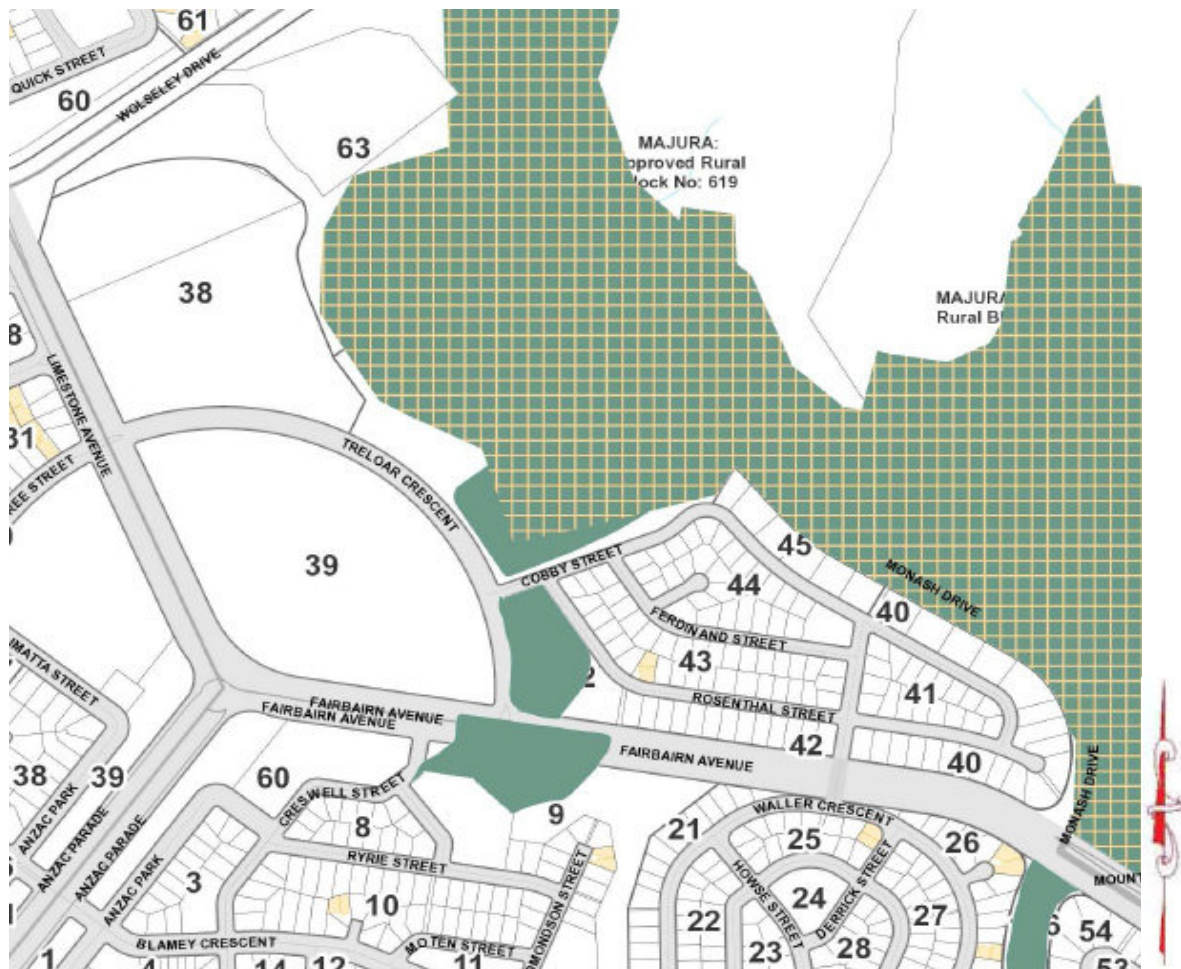 61
QUICK STREET
60
WOLSELEY DRIVE
63
MAJURA:
pproved Rural
lock No: 619
38
MAJURA
Rural B
8
LIMESTONE AVENUE
31
REE STREET
TRELOAR CRESCENT
39
COBBY STREET
45
MONASH DRIVE
44
40
FERDINAND STREET
43
2
41
ROSENTHAL STREET
IMATTA STREET
FAIRBAIRN AVENUE
FAIRBAIRN AVENUE
42
FAIRBAIRN AVENUE
40
MONASH DRIVE
38
39
60
CRESWELL STREET
ANZAC PARK
ANZAC PARADE
ANZAC PARADE
ANZAC PARK
8
9
WALLER CRESCENT
21
25
26
RYRIE STREET
3
10
HOWSE STREET
DERRICK STREET
24
27
MOUNT
22
23
28
54
53
BLAMEY CRESCENT
MOTEN STREET
DMONDSON STREET
1
4
14
12
11